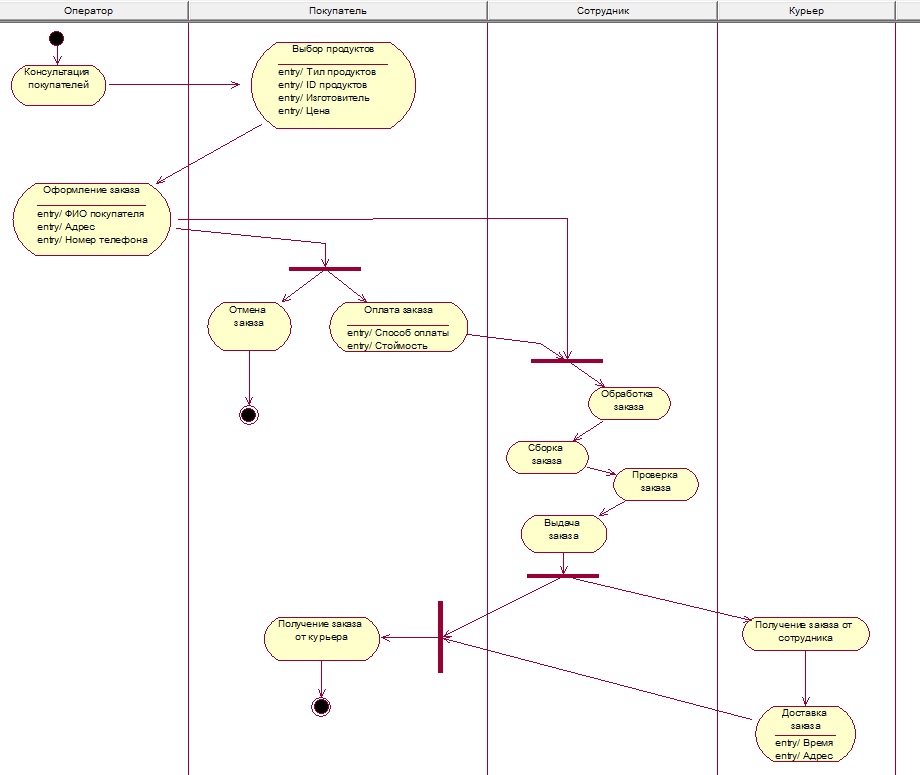 Оператор
Покупатель
Сотрудник
Курьер
Консультация
покупателей
Выбор продуктов
entry/ Тип продуктов
entry/ ID продуктов
entry/ Изготовитель
entry/ Цена
Оформление заказа
entry/ ФИО покупателя
entry/ Адрес
entry/ Номер телефона
Отмена
заказа
Оплата заказа
entry/ Способ оплаты
entry/ Стоймость
Обработка
заказа
Сборка
заказа
Проверка
заказа
Выдача
заказа
Получение заказа
от курьера
Получение заказа от
сотрудника
Доставка
заказа
entry/ Время
entry/ Адрес